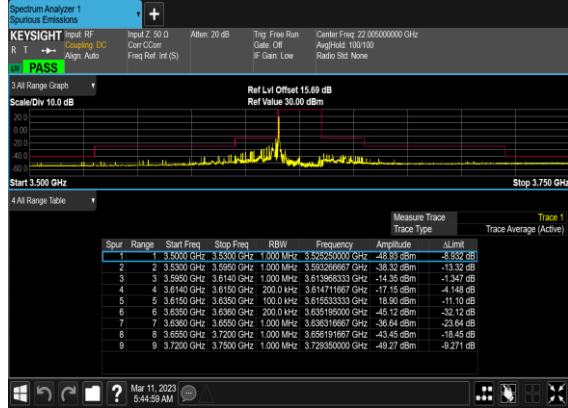 Spectrum Analyzer 1
Spurious Emissions
KEYSIGHT Input: RF Input Z: 50 Ω Atten: 20 dB Trig: Free Run Center Freq: 22.005000000 GHz
R T Coupling: DC Corr CCorr Gate: Off Avg|Hold: 100/100
Align: Auto Freq Ref: Int (S) IF Gain: Low Radio Std: None
PASS
3 All Range Graph
Ref Lvl Offset 15.69 dB
Scale/Div 10.0 dB Ref Value 30.00 dBm
20.0
0.00
-20.0
-40.0
-60.0
Start 3.500 GHz Stop 3.750 GHz
4 All Range Table
Measure Trace Trace 1
Trace Type Trace Average (Active)
Spur Range Start Freq Stop Freq RBW Frequency Amplitude ΔLimit
1 1 3.5000 GHz 3.5300 GHz 1.000 MHz 3.525250000 GHz -48.93 dBm -8.932 dB
2 2 3.5300 GHz 3.5950 GHz 1.000 MHz 3.593266667 GHz -38.32 dBm -13.32 dB
3 3 3.5950 GHz 3.6140 GHz 1.000 MHz 3.613968333 GHz -14.35 dBm -1.347 dB
4 4 3.6140 GHz 3.6150 GHz 200.0 kHz 3.614711667 GHz -17.15 dBm -4.148 dB
5 5 3.6150 GHz 3.6350 GHz 100.0 kHz 3.615533333 GHz 18.90 dBm -11.10 dB
6 6 3.6350 GHz 3.6360 GHz 200.0 kHz 3.635195000 GHz -45.12 dBm -32.12 dB
7 7 3.6360 GHz 3.6550 GHz 1.000 MHz 3.636316667 GHz -36.64 dBm -23.64 dB
8 8 3.6550 GHz 3.7200 GHz 1.000 MHz 3.656191667 GHz -43.45 dBm -18.45 dB
9 9 3.7200 GHz 3.7500 GHz 1.000 MHz 3.729350000 GHz -49.27 dBm -9.271 dB
Mar 11, 2023
5:44:59 AM